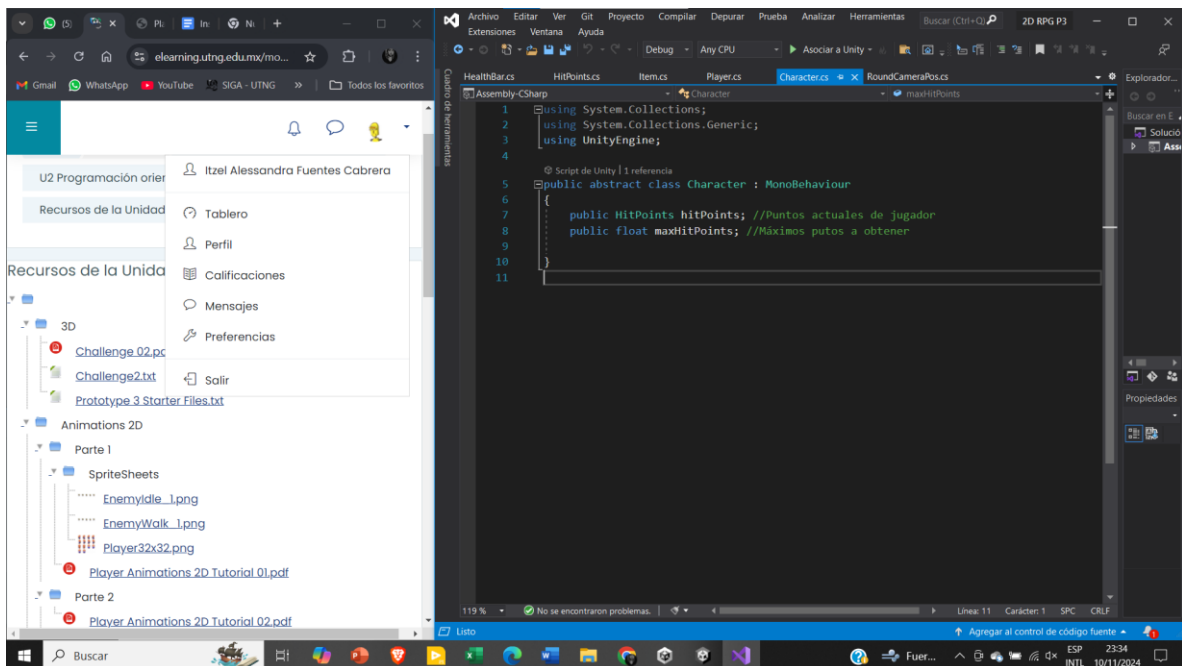 (5)
Pla
In:
Ni
elearning.utng.edu.mx/mo...
Gmail WhatsApp YouTube SIGA - UTNG » Todos los favoritos
U2 Programación orier
Recursos de la Unidad
Itzel Alessandra Fuentes Cabrera
Tablero
Perfil
Calificaciones
Mensajes
Preferencias
Salir
Recursos de la Unida
3D
Challenge 02.pd
Challenge2.txt
Prototype 3 Starter Files.txt
Animations 2D
Parte 1
SpriteSheets
EnemyIdle_1.png
EnemyWalk_1.png
Player32x32.png
Player Animations 2D Tutorial 01.pdf
Parte 2
Player Animations 2D Tutorial 02.pdf
Archivo Editar Ver Git Proyecto Compilar Depurar Prueba Analizar Herramientas
Extensiones Ventana Ayuda
Buscar (Ctrl+Q)
2D RPG P3
Debug Any CPU Asociar a Unity
Cuadro de herramientas
HealthBar.cs HitPoints.cs Item.cs Player.cs Character.cs RoundCameraPos.cs
Assembly-CSharp Character maxHitPoints
1 using System.Collections;
2 using System.Collections.Generic;
3 using UnityEngine;
4
Script de Unity | 1 referencia
5 public abstract class Character : MonoBehaviour
6 {
7 public HitPoints hitPoints; //Puntos actuales de jugador
8 public float maxHitPoints; //Máximos putos a obtener
9
10 }
11
119 % No se encontraron problemas. Línea: 11 Carácter: 1 SPC CRLF
Explorador...
Buscar en E
Solució
Asse
Propiedades
Listo
Agregar al control de código fuente
Buscar
Fuer...
ESP
INTL
23:34
10/11/2024